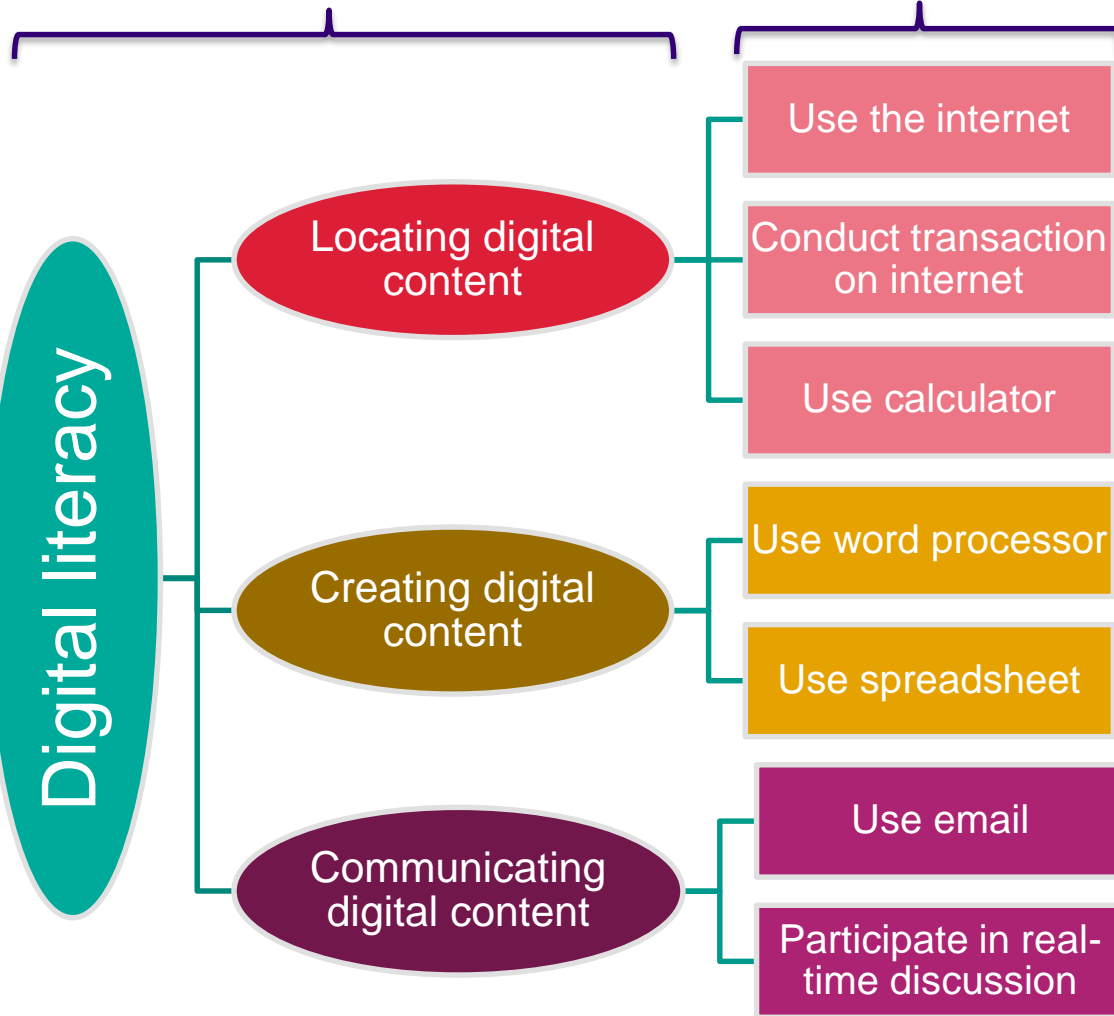 Digital literacy
Locating digital
content
Use the internet
Conduct transaction
on internet
Use calculator
Creating digital
content
Use word processor
Use spreadsheet
Communicating
digital content
Use email
Participate in real-
time discussion